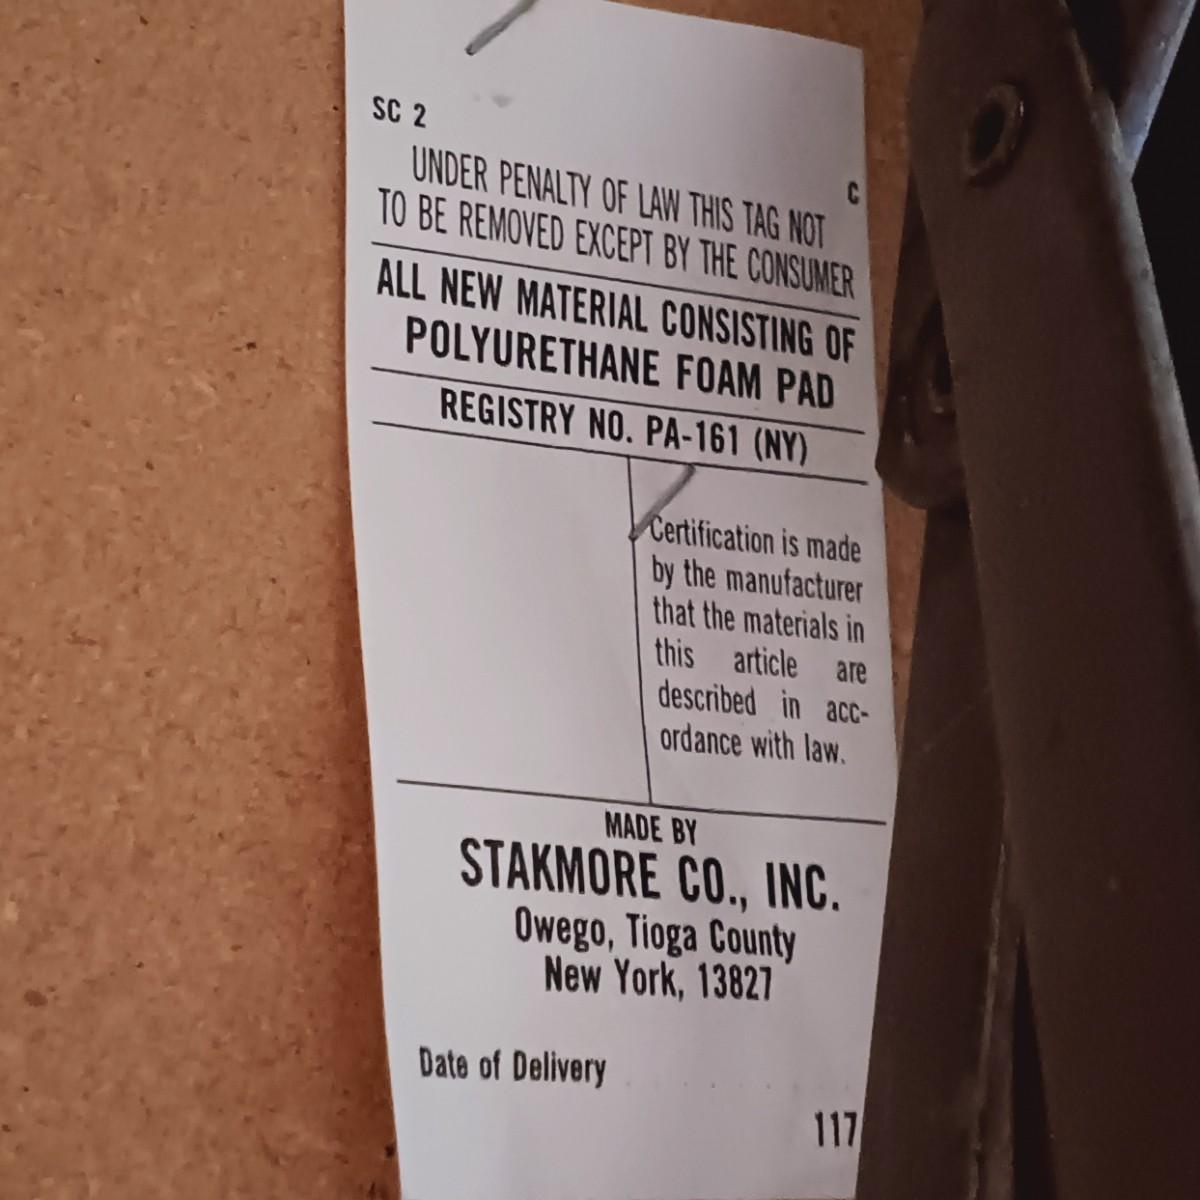 SC 2
C
UNDER PENALTY OF LAW THIS TAG NOT
TO BE REMOVED EXCEPT BY THE CONSUMER
ALL NEW MATERIAL CONSISTING OF
POLYURETHANE FOAM PAD
REGISTRY NO. PA-161 (NY)
Certification is made
by the manufacturer
that the materials in
this article are
described in acc-
ordance with law.
MADE BY
STAKMORE CO., INC.
Owego, Tioga County
New York, 13827
Date of Delivery
117